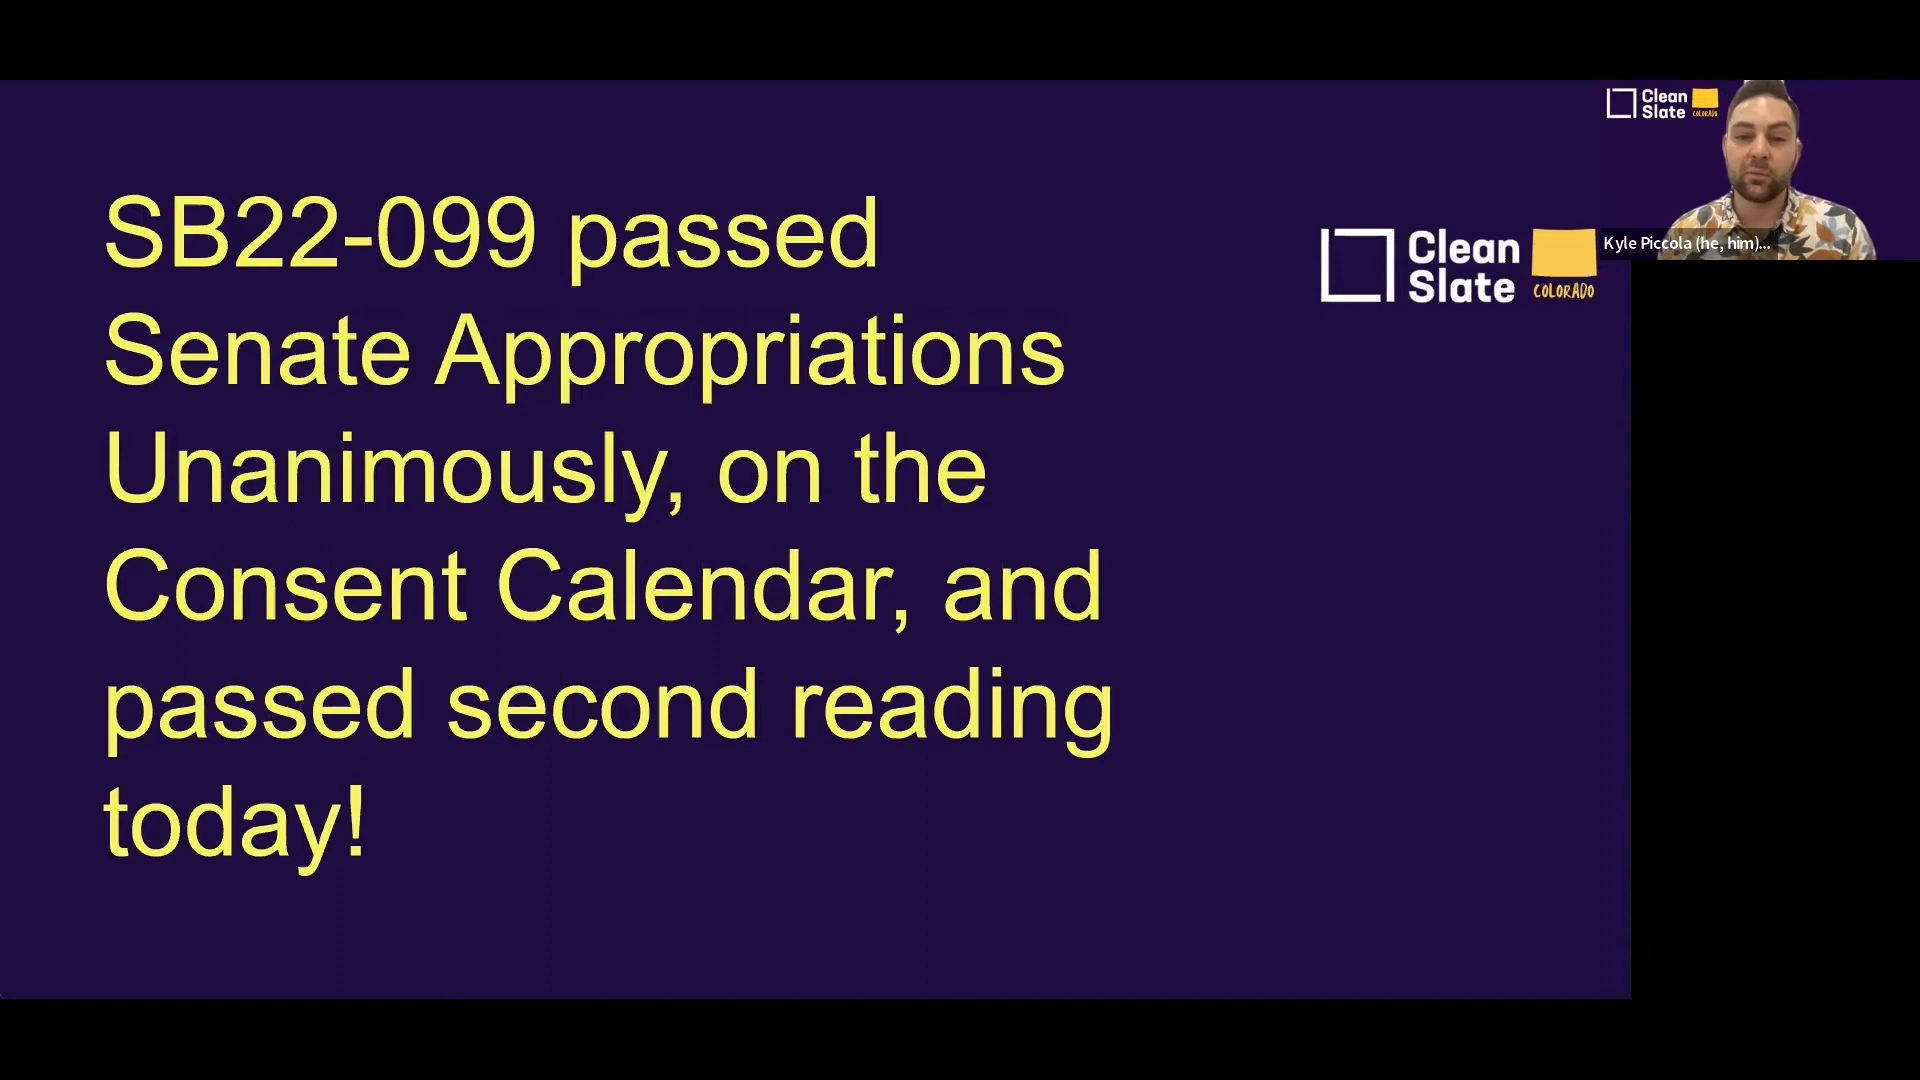 Clean
Slate
COLORADO
SB22-099 passed
Senate Appropriations
Unanimously, on the
Consent Calendar, and
passed second reading
today!
Clean
Slate
COLORADO
Kyle Piccola (he, him)...